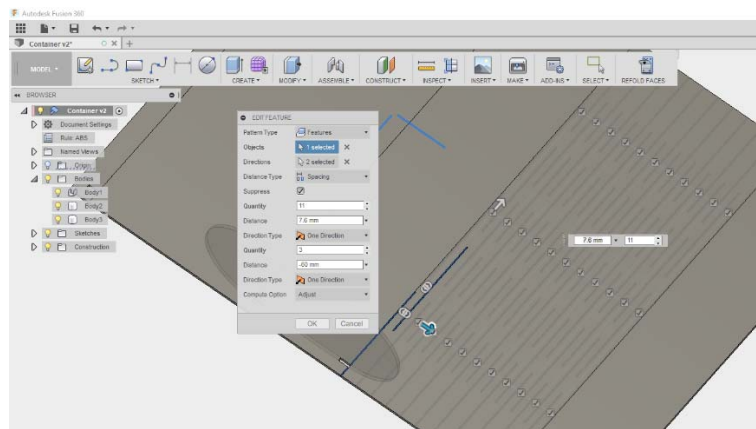 Autodesk Fusion 360
Container v2*
MODEL
SKETCH
CREATE
MODIFY
ASSEMBLE
CONSTRUCT
INSPECT
INSERT
MAKE
ADD-INS
SELECT
REFOLD FACES
BROWSER
Container v2
Document Settings
Rule: ABS
Named Views
Origin
Bodies
Body1
Body2
Body3
Sketches
Construction
EDIT FEATURE
Pattern Type Features
Objects 1 selected
Directions 2 selected
Distance Type Spacing
Suppress
Quantity 11
Distance 7.6 mm
Direction Type One Direction
Quantity 3
Distance -60 mm
Direction Type One Direction
Compute Option Adjust
OK Cancel
7.6 mm 11